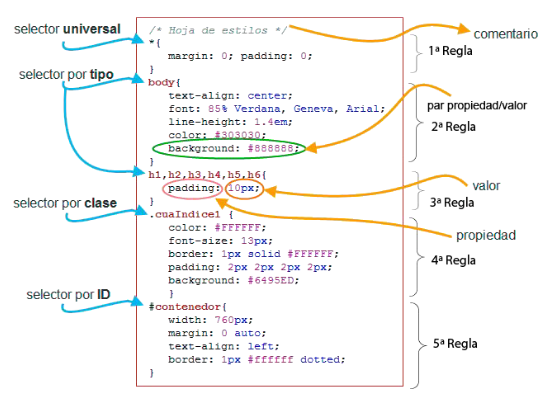 selector universal
selector por tipo
selector por clase
selector por ID
/* Hoja de estilos */
*{
margin: 0; padding: 0;
}
body{
text-align: center;
font: 85% Verdana, Geneva, Arial;
line-height: 1.4em;
color: #303030;
background: #888888;
}
h1,h2,h3,h4,h5,h6{
padding: 10px;
}
.cuaIndice1 {
color: #FFFFFF;
font-size: 13px;
border: 1px solid #FFFFFF;
padding: 2px 2px 2px 2px;
background: #6495ED;
}
#contenedor{
width: 760px;
margin: 0 auto;
text-align: left;
border: 1px #ffffff dotted;
}
comentario
1ª Regla
par propiedad/valor
2ª Regla
valor
3ª Regla
propiedad
4ª Regla
5ª Regla